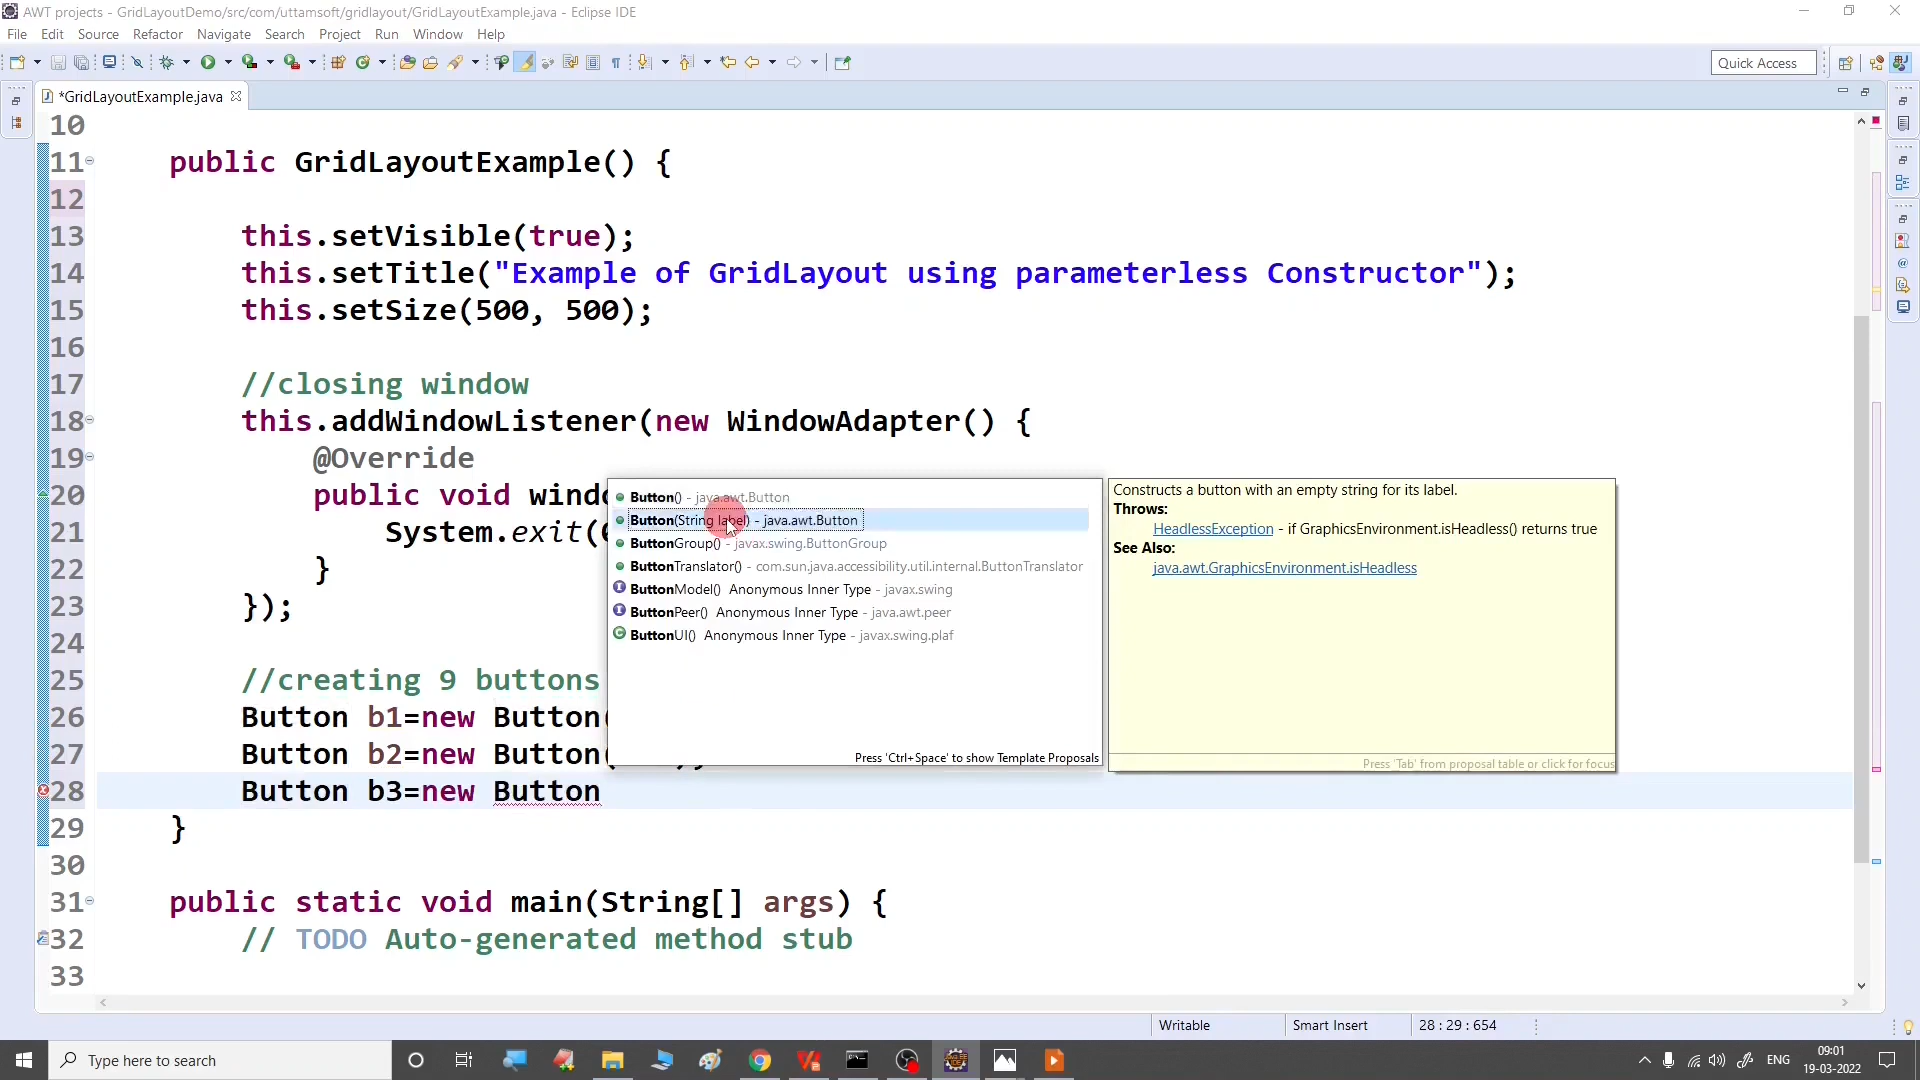 AWT projects - GridLayoutDemo/src/com/uttamsoft/gridlayout/GridLayoutExample.java - Eclipse IDE
File Edit Source Refactor Navigate Search Project Run Window Help
Quick Access
*GridLayoutExample.java
10
11 public GridLayoutExample() {
12
13 this.setVisible(true);
14 this.setTitle("Example of GridLayout using parameterless Constructor");
15 this.setSize(500, 500);
16
17 //closing window
18 this.addWindowListener(new WindowAdapter() {
19 @Override
20 public void windo
21 System.exit(0
22 }
23 });
24
25 //creating 9 buttons
26 Button b1=new Button(
27 Button b2=new Button(
28 Button b3=new Button
29 }
30
31 public static void main(String[] args) {
32 // TODO Auto-generated method stub
33
Button() - java.awt.Button
Button(String label) - java.awt.Button
ButtonGroup() - javax.swing.ButtonGroup
ButtonTranslator() - com.sun.java.accessibility.util.internal.ButtonTranslator
ButtonModel() Anonymous Inner Type - javax.swing
ButtonPeer() Anonymous Inner Type - java.awt.peer
ButtonUI() Anonymous Inner Type - javax.swing.plaf
Press 'Ctrl+Space' to show Template Proposals
Constructs a button with an empty string for its label.
Throws:
HeadlessException - if GraphicsEnvironment.isHeadless() returns true
See Also:
java.awt.GraphicsEnvironment.isHeadless
Press 'Tab' from proposal table or click for focus
Writable Smart Insert 28 : 29 : 654
Type here to search
ENG
09:01
19-03-2022